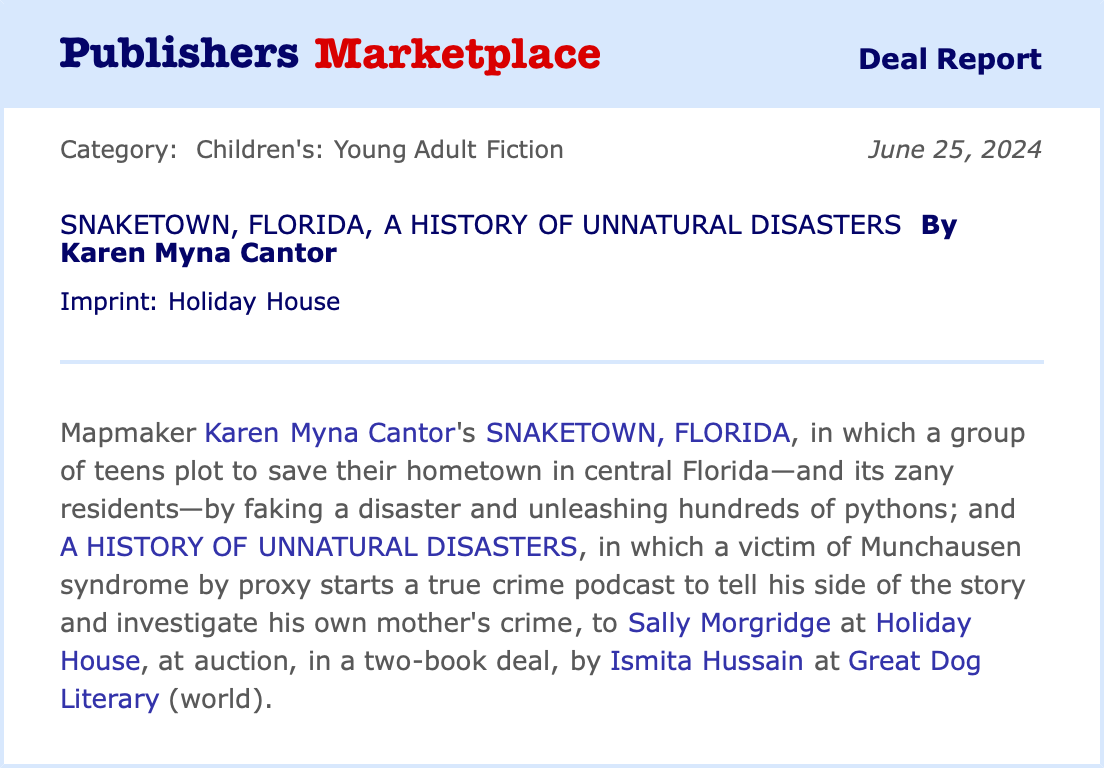 Publishers Marketplace
Deal Report
Category: Children's: Young Adult Fiction
June 25, 2024
SNAKETOWN, FLORIDA, A HISTORY OF UNNATURAL DISASTERS By
Karen Myna Cantor
Imprint: Holiday House
Mapmaker Karen Myna Cantor's SNAKETOWN, FLORIDA, in which a group
of teens plot to save their hometown in central Florida—and its zany
residents—by faking a disaster and unleashing hundreds of pythons; and
A HISTORY OF UNNATURAL DISASTERS, in which a victim of Munchausen
syndrome by proxy starts a true crime podcast to tell his side of the story
and investigate his own mother's crime, to Sally Morgridge at Holiday
House, at auction, in a two-book deal, by Ismita Hussain at Great Dog
Literary (world).